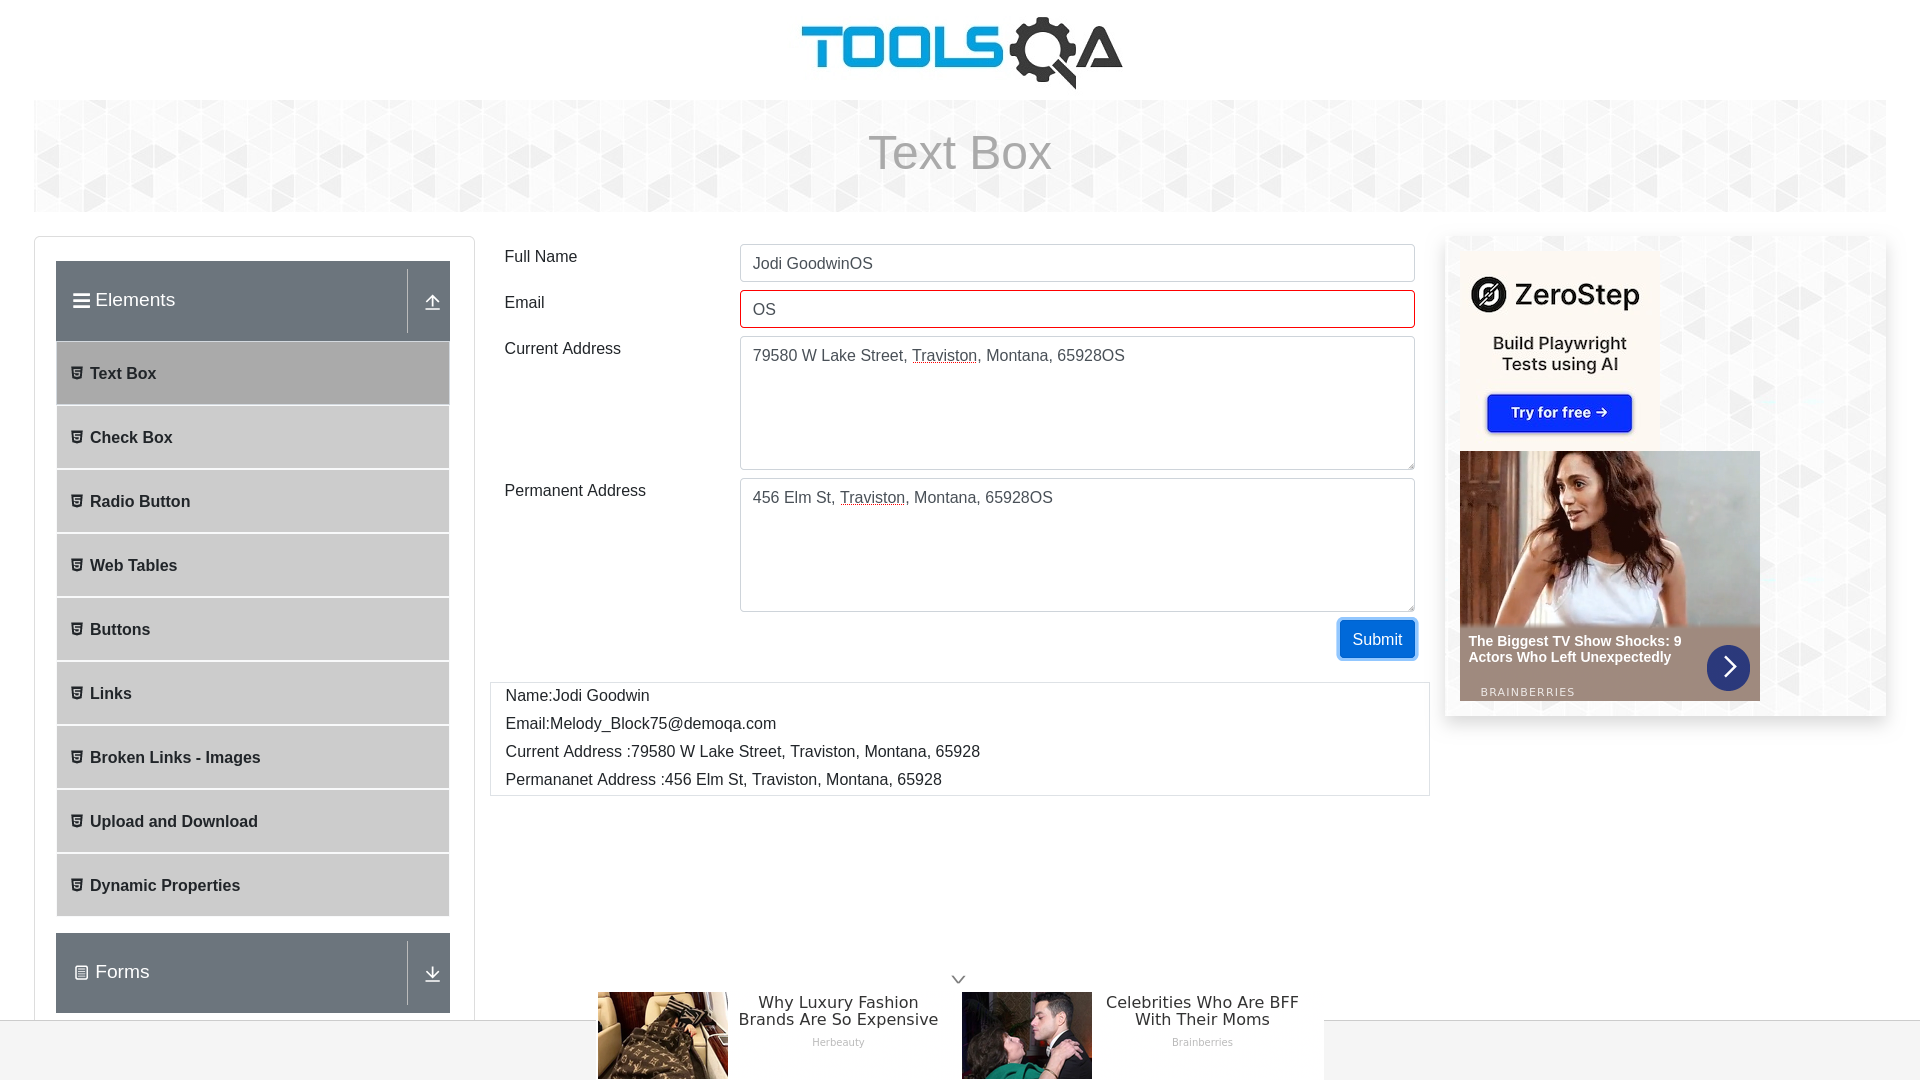 TOOLSQA
Text Box
Elements
Text Box
Check Box
Radio Button
Web Tables
Buttons
Links
Broken Links - Images
Upload and Download
Dynamic Properties
Forms
Full Name
Jodi GoodwinOS
Email
OS
Current Address
79580 W Lake Street, Traviston, Montana, 65928OS
Permanent Address
456 Elm St, Traviston, Montana, 65928OS
Submit
Name:Jodi Goodwin
Email:Melody_Block75@demoqa.com
Current Address :79580 W Lake Street, Traviston, Montana, 65928
Permananet Address :456 Elm St, Traviston, Montana, 65928
ZeroStep
Build Playwright
Tests using AI
Try for free →
The Biggest TV Show Shocks: 9
Actors Who Left Unexpectedly
BRAINBERRIES
Why Luxury Fashion
Brands Are So Expensive
Herbeauty
Celebrities Who Are BFF
With Their Moms
Brainberries